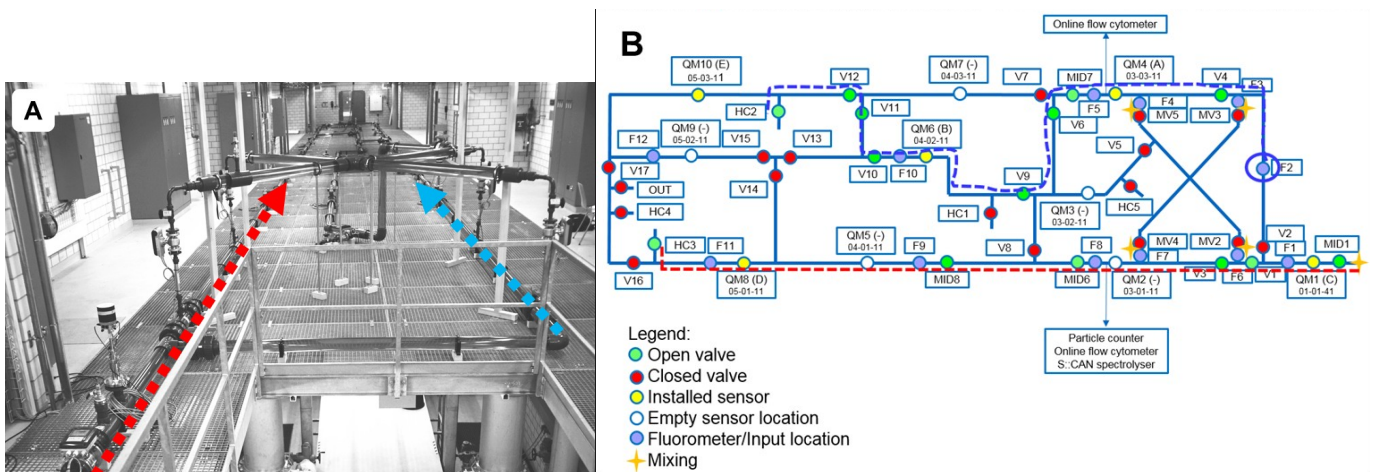 A
B
Online flow cytometer
QM10 (E)
05-03-11
V12
QM7 (-)
04-03-11
V7
MID7
QM4 (A)
03-03-11
V4
F3
HC2
V11
F5
F4
MV5
MV3
V6
F12
QM9 (-)
05-02-11
V15
V13
QM6 (B)
04-02-11
V5
V17
V10
F10
V9
F2
OUT
V14
HC4
HC1
QM3 (-)
03-02-11
HC5
HC3
F11
QM5 (-)
04-01-11
F9
V8
F8
MV4
F7
MV2
V2
F1
MID1
V16
QM8 (D)
05-01-11
MID8
MID6
QM2 (-)
03-01-11
V3
F6
V1
QM1 (C)
01-01-41
Particle counter
Online flow cytometer
S::CAN spectrolyser
Legend:
Open valve
Closed valve
Installed sensor
Empty sensor location
Fluorometer/Input location
Mixing